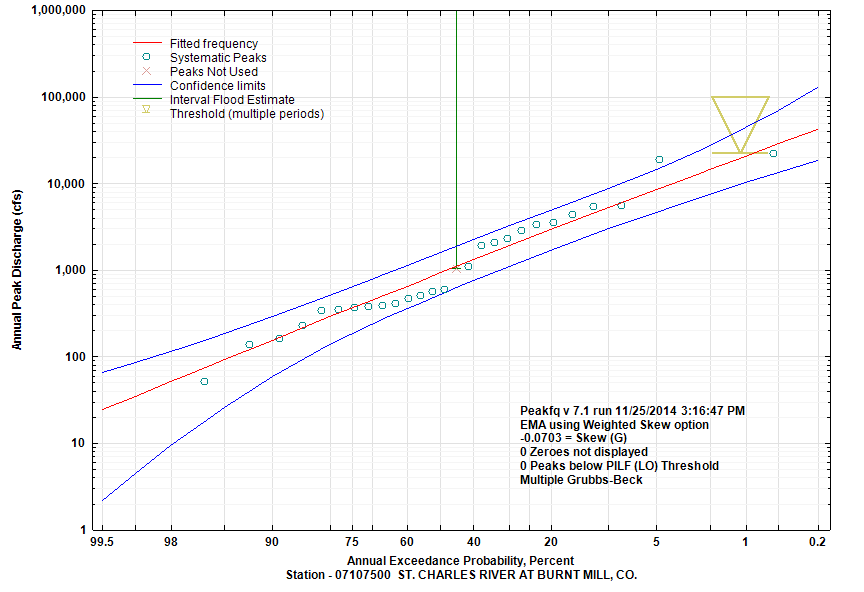 1,000,000
100,000
10,000
1,000
100
10
1
Annual Peak Discharge (cfs)
Fitted frequency
Systematic Peaks
Peaks Not Used
Confidence limits
Interval Flood Estimate
Threshold (multiple periods)
Peakfq v 7.1 run 11/25/2014 3:16:47 PM
EMA using Weighted Skew option
-0.0703 = Skew (G)
0 Zeroes not displayed
0 Peaks below PILF (LO) Threshold
Multiple Grubbs-Beck
99.5 98 90 75 60 40 20 5 1 0.2
Annual Exceedance Probability, Percent
Station - 07107500 ST. CHARLES RIVER AT BURNT MILL, CO.